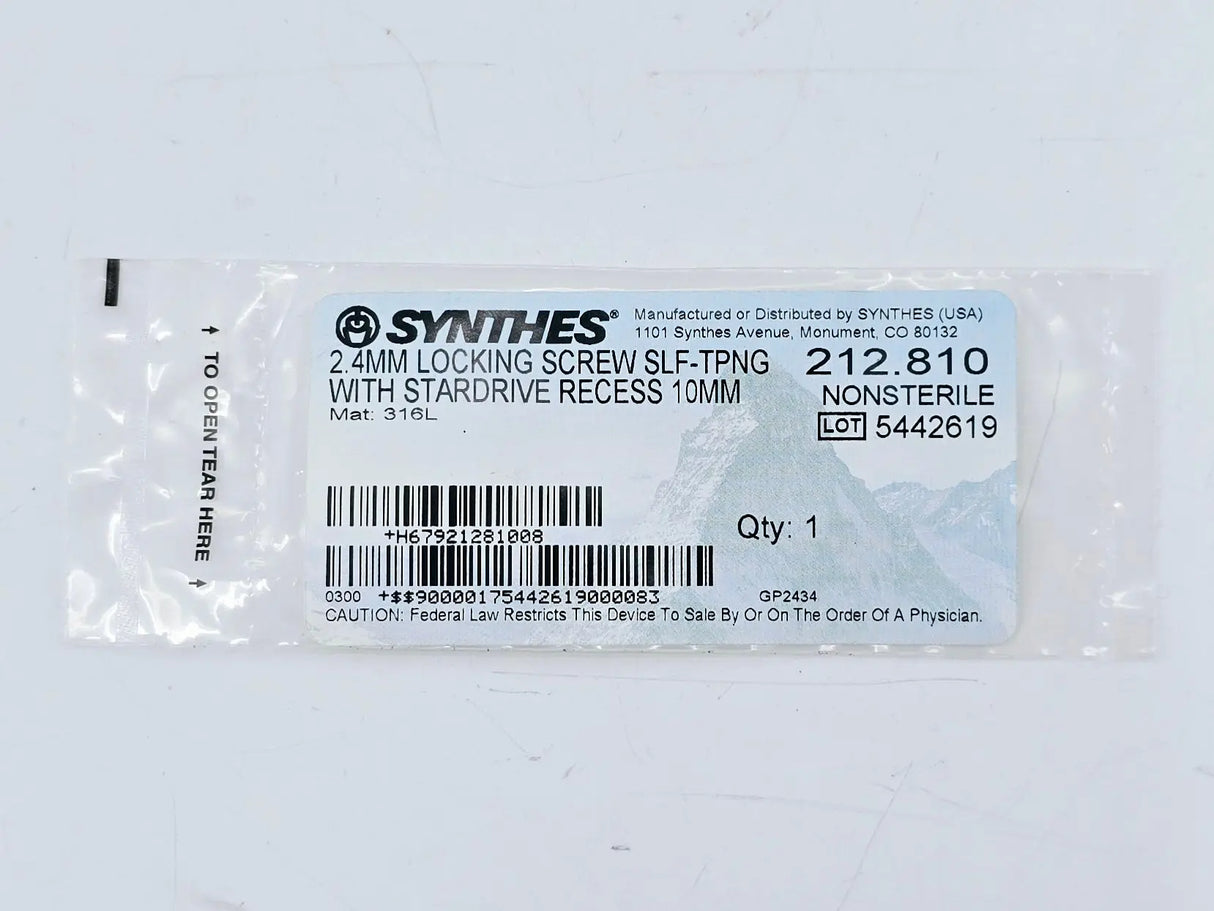 TO OPEN TEAR HERE
SYNTHES®
Manufactured or Distributed by SYNTHES (USA)
1101 Synthes Avenue, Monument, CO 80132
2.4MM LOCKING SCREW SLF-TPNG
WITH STARDRIVE RECESS 10MM
Mat: 316L
212.810
NONSTERILE
LOT 5442619
+H67921281008
Qty: 1
0300 +$$90000175442619000083 GP2434
CAUTION: Federal Law Restricts This Device To Sale By Or On The Order Of A Physician.